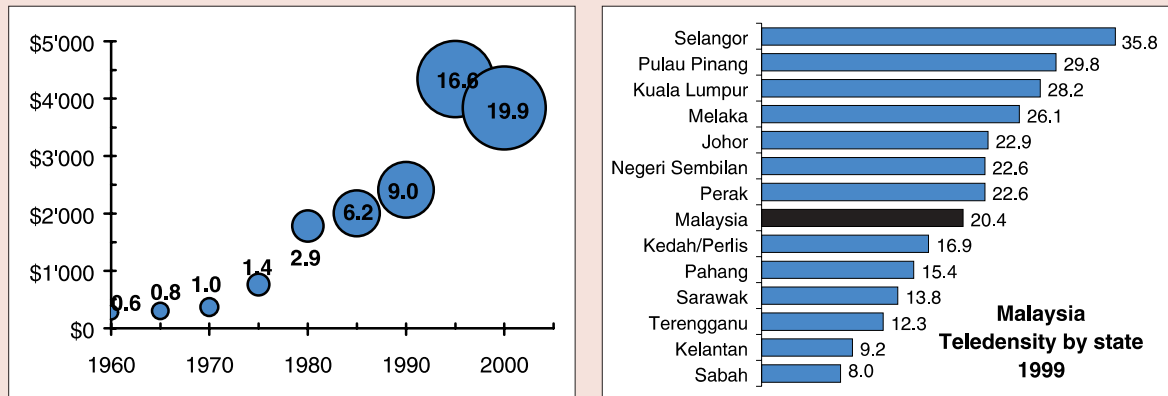 $5'000
$4'000
$3'000
$2'000
$1'000
$0
0.6
0.8
1.0
1.4
2.9
6.2
9.0
16.6
19.9
1960
1970
1980
1990
2000
Selangor 35.8
Pulau Pinang 29.8
Kuala Lumpur 28.2
Melaka 26.1
Johor 22.9
Negeri Sembilan 22.6
Perak 22.6
Malaysia 20.4
Kedah/Perlis 16.9
Pahang 15.4
Sarawak 13.8
Terengganu 12.3
Kelantan 9.2
Sabah 8.0
Malaysia
Teledensity by state
1999